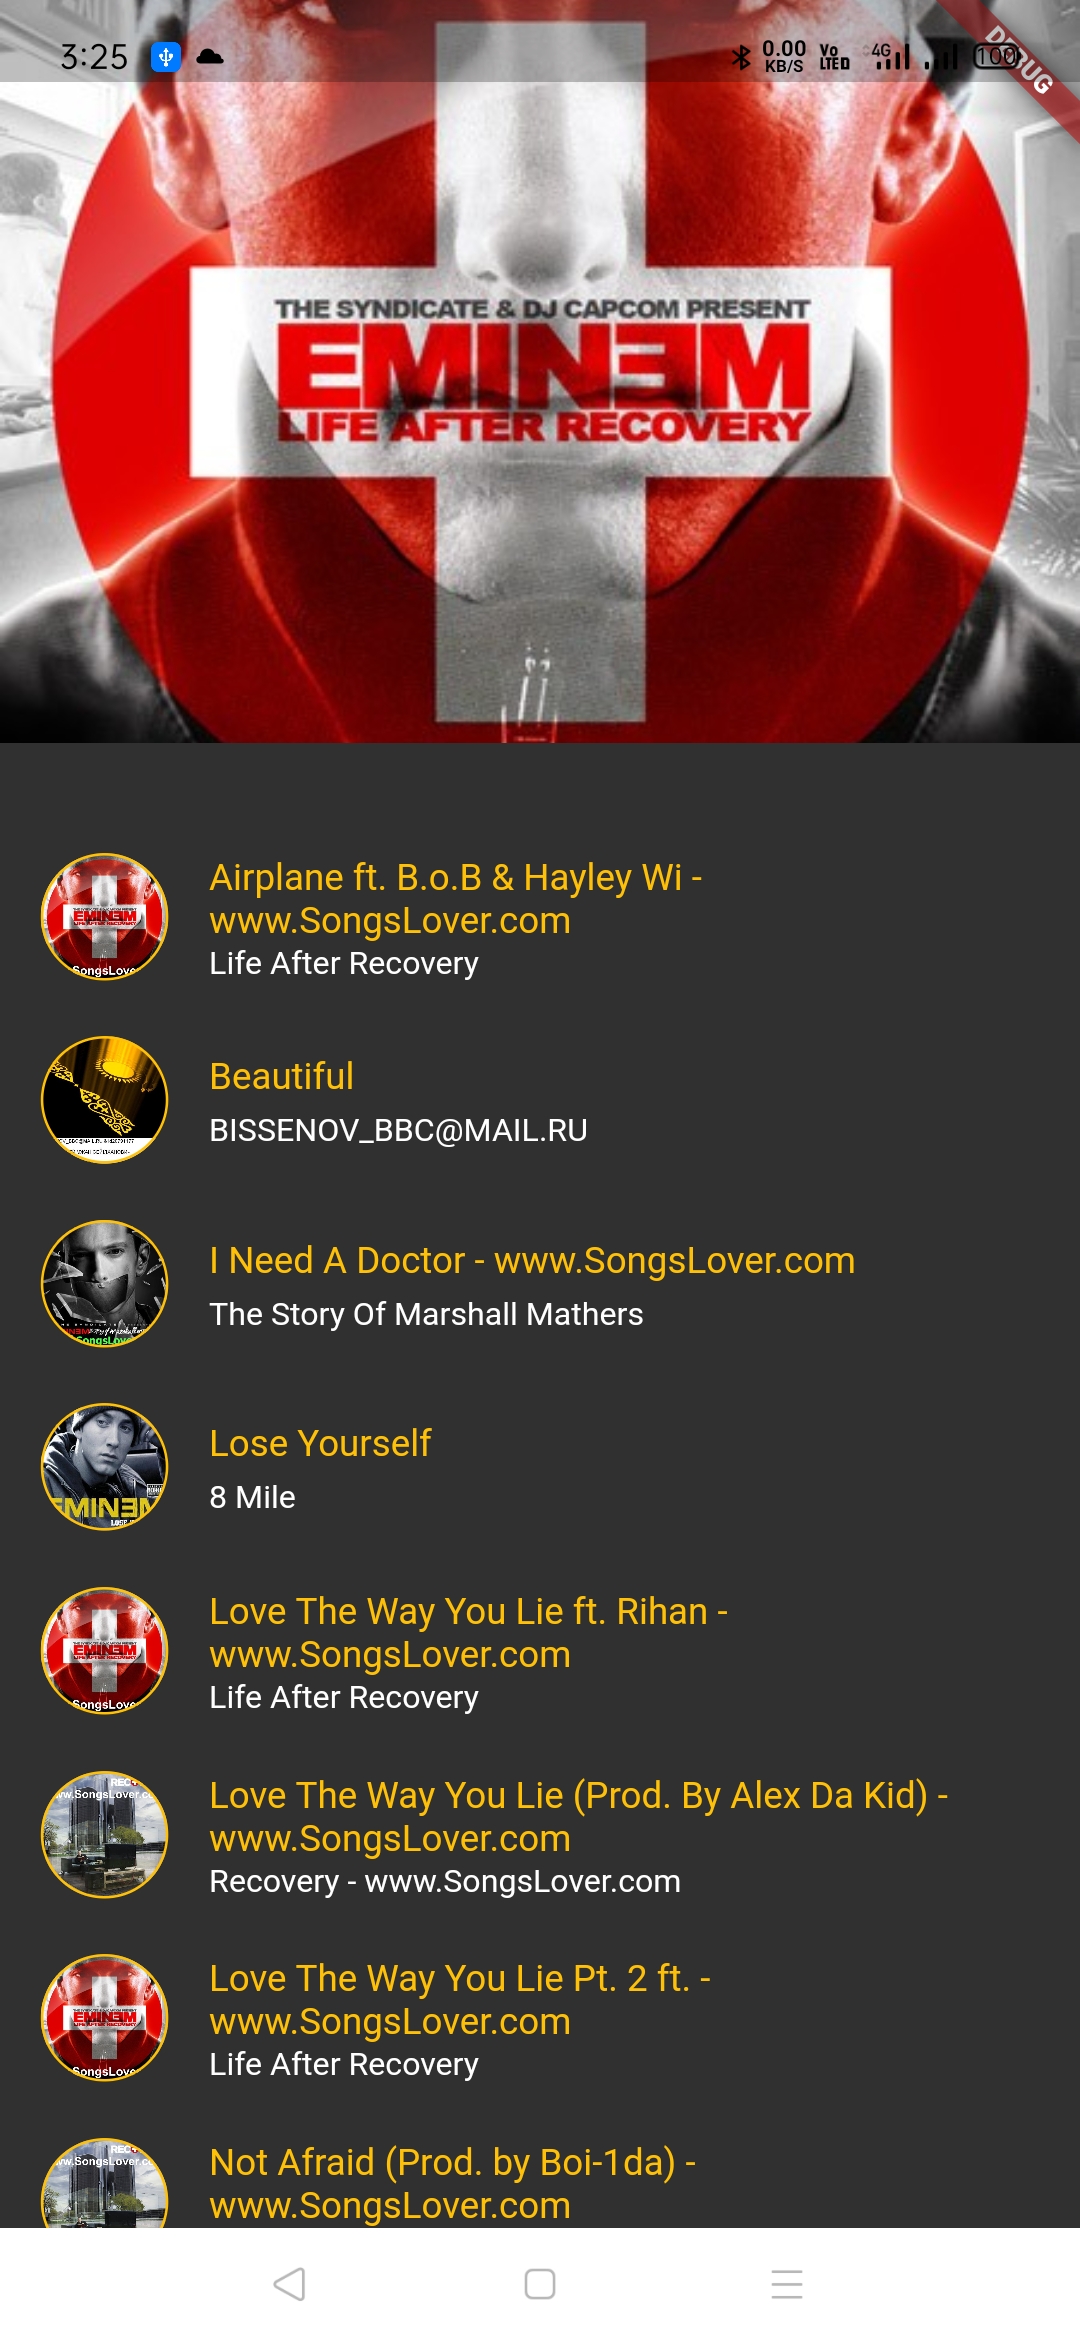 3:25
0.00
KB/S
Vo
LTE
4G
100
DEBUG
THE SYNDICATE & DJ CAPCOM PRESENT
EMINEM
LIFE AFTER RECOVERY
Airplane ft. B.o.B & Hayley Wi -
www.SongsLover.com
Life After Recovery
Beautiful
BISSENOV_BBC@MAIL.RU
I Need A Doctor - www.SongsLover.com
The Story Of Marshall Mathers
Lose Yourself
8 Mile
EMINEM
Love The Way You Lie ft. Rihan -
www.SongsLover.com
Life After Recovery
Love The Way You Lie (Prod. By Alex Da Kid) -
www.SongsLover.com
Recovery - www.SongsLover.com
Love The Way You Lie Pt. 2 ft. -
www.SongsLover.com
Life After Recovery
Not Afraid (Prod. by Boi-1da) -
www.SongsLover.com